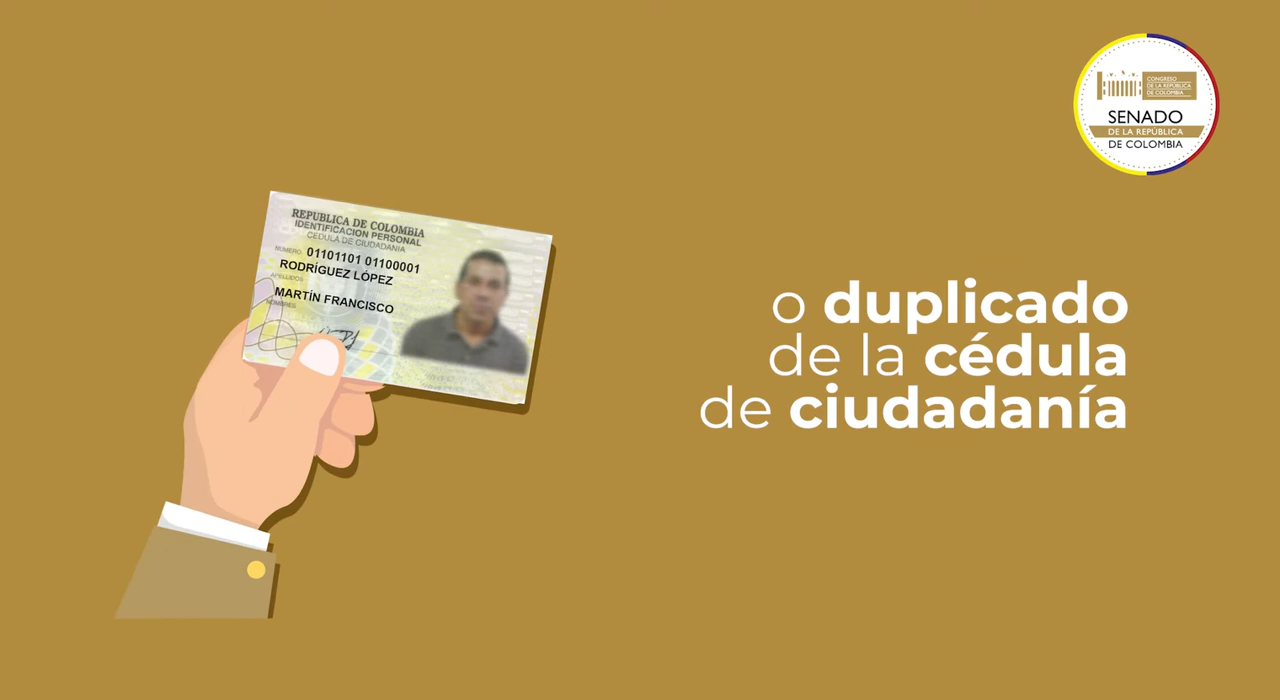 CONGRESO
DE LA REPÚBLICA
DE COLOMBIA
SENADO
DE LA REPÚBLICA
DE COLOMBIA
REPUBLICA DE COLOMBIA
IDENTIFICACION PERSONAL
CEDULA DE CIUDADANIA
NUMERO 01101101 01100001
RODRÍGUEZ LÓPEZ
APELLIDOS
MARTÍN FRANCISCO
NOMBRES
o duplicado
de la cédula
de ciudadanía